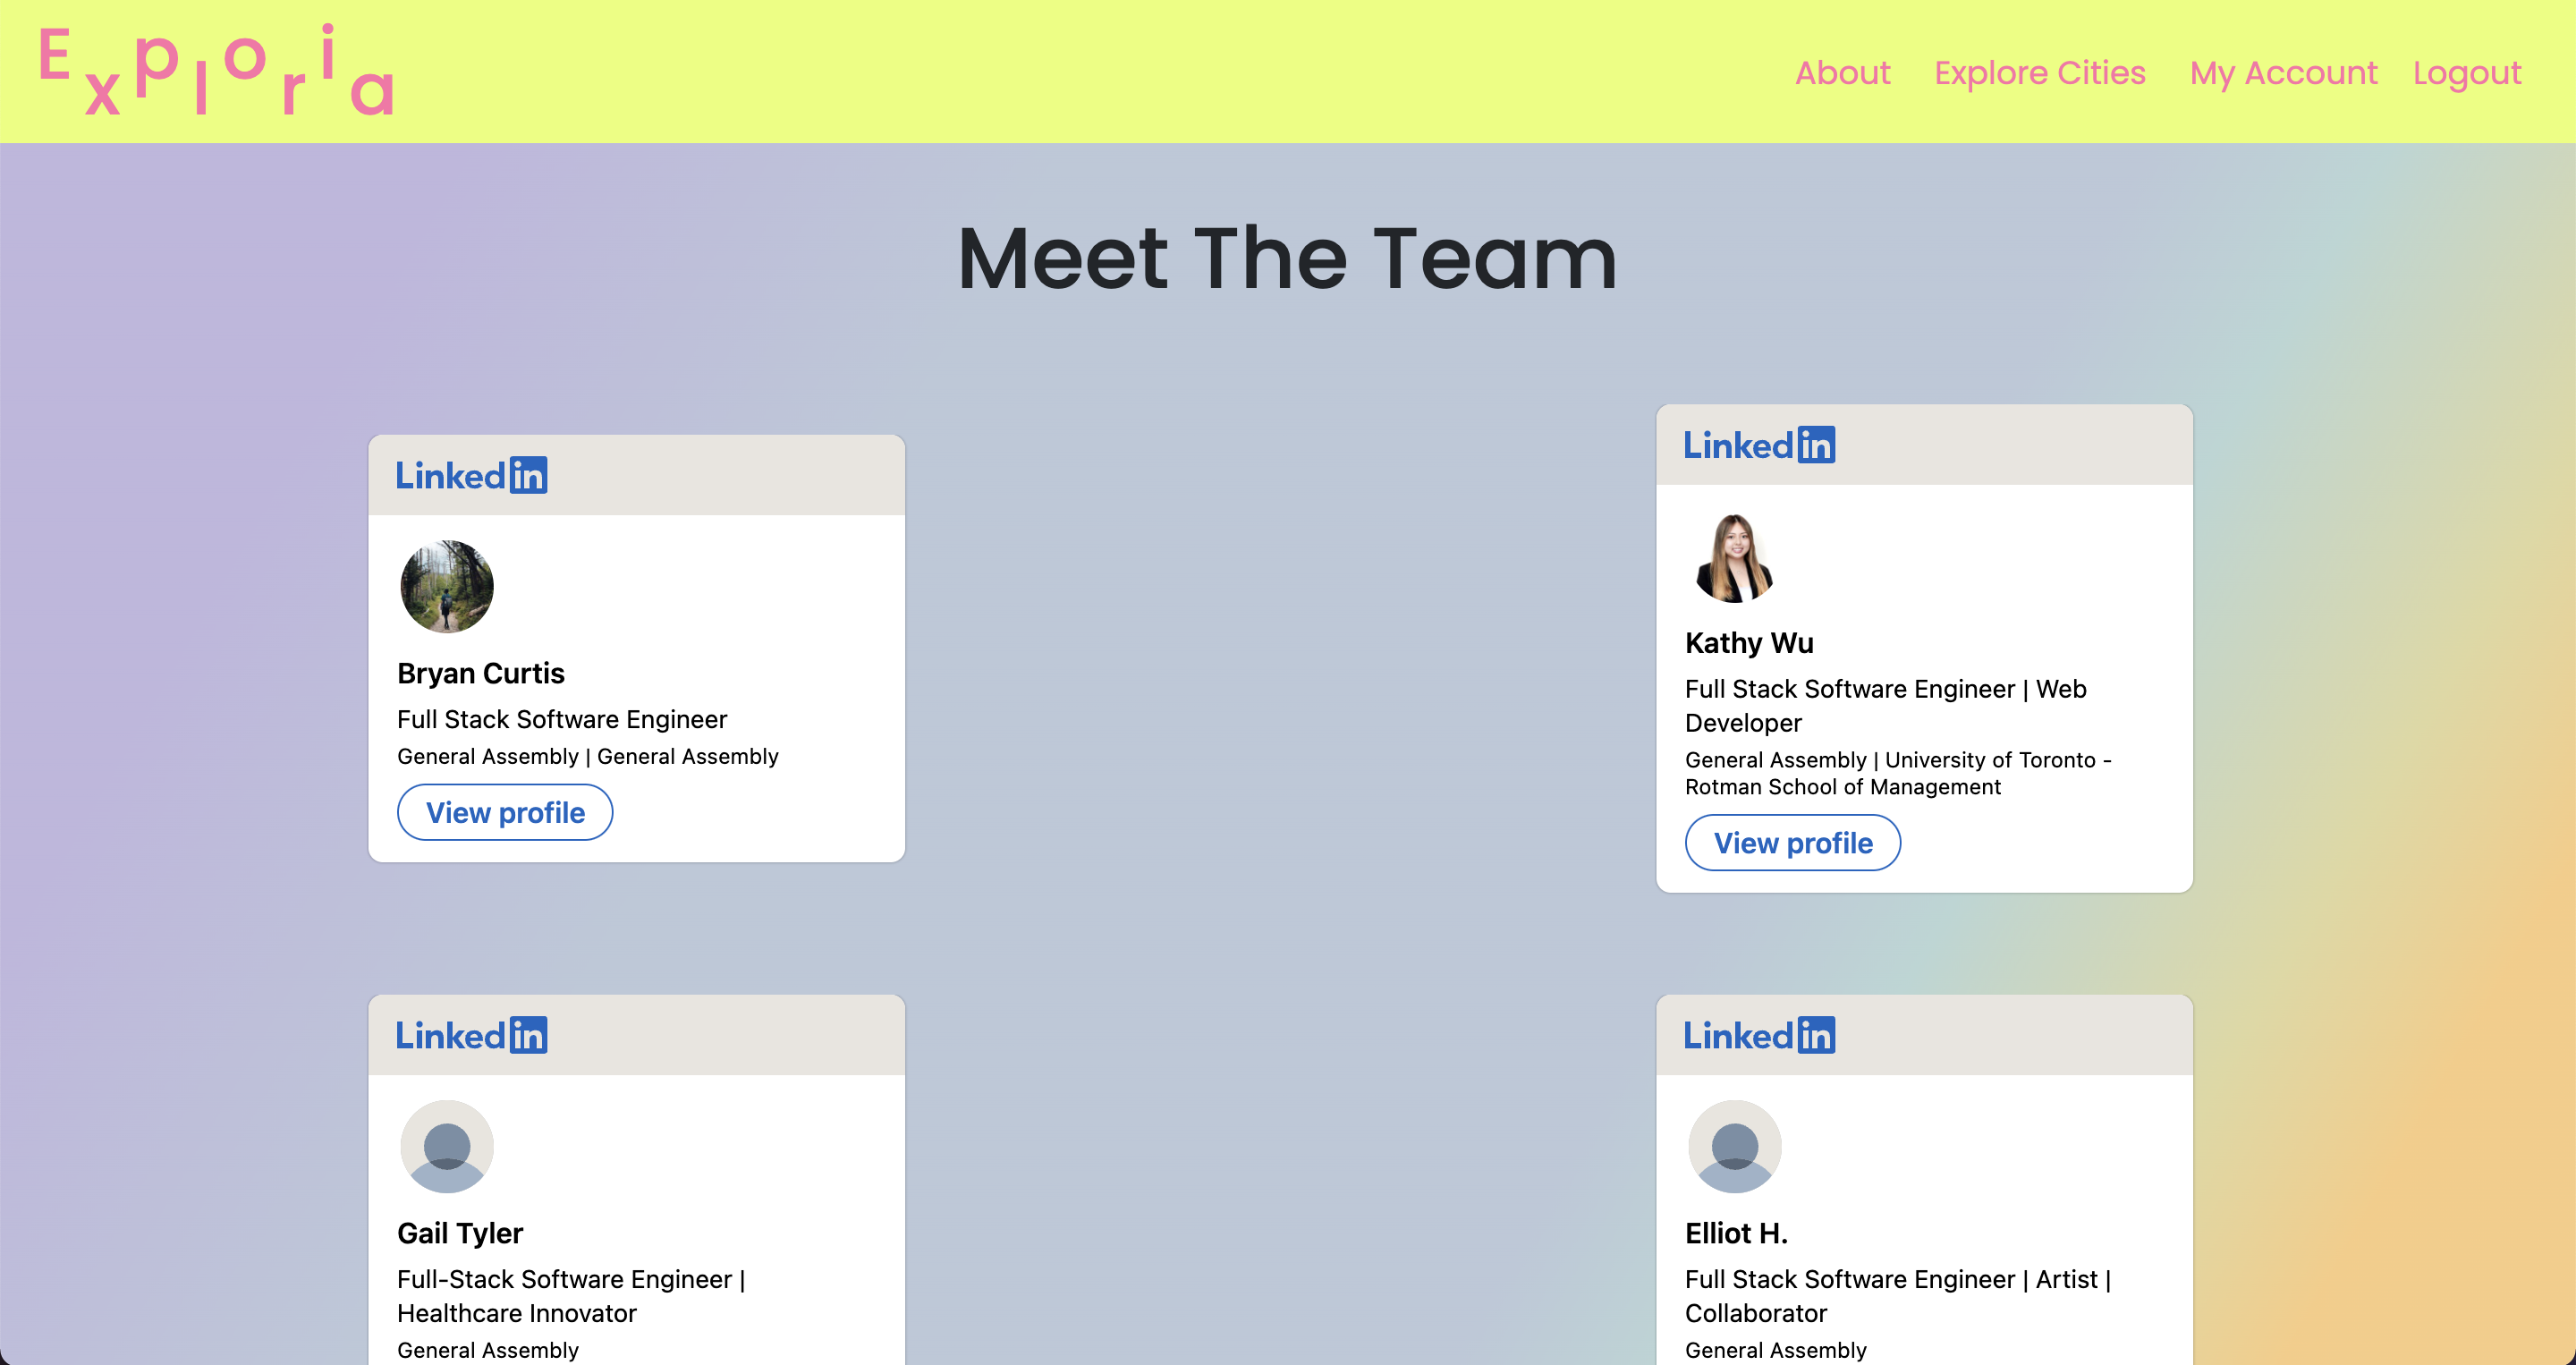 Exploria
About Explore Cities My Account Logout
Meet The Team
Linkedin
Bryan Curtis
Full Stack Software Engineer
General Assembly | General Assembly
View profile
Linkedin
Kathy Wu
Full Stack Software Engineer | Web
Developer
General Assembly | University of Toronto -
Rotman School of Management
View profile
Linkedin
Gail Tyler
Full-Stack Software Engineer |
Healthcare Innovator
General Assembly
Linkedin
Elliot H.
Full Stack Software Engineer | Artist |
Collaborator
General Assembly